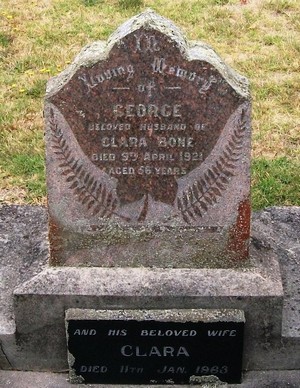 In
Loving Memory
of
GEORGE
BELOVED HUSBAND OF
CLARA BONE
DIED 9TH APRIL 1921
AGED 56 YEARS
AND HIS BELOVED WIFE
CLARA
DIED 11TH JAN. 1963